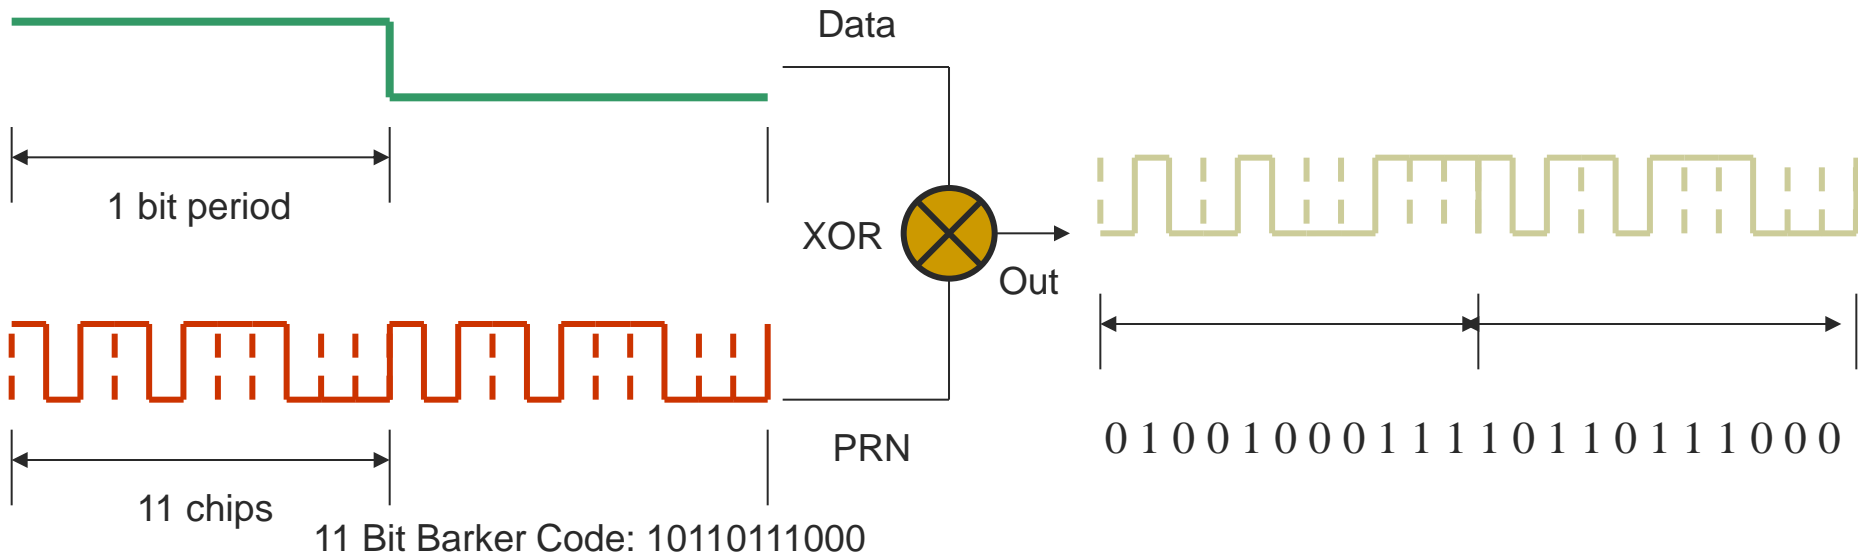 Data
1 bit period
XOR
Out
PRN
0 1 0 0 1 0 0 0 1 1 1 1 0 1 1 0 1 1 1 0 0 0
11 chips
11 Bit Barker Code: 10110111000